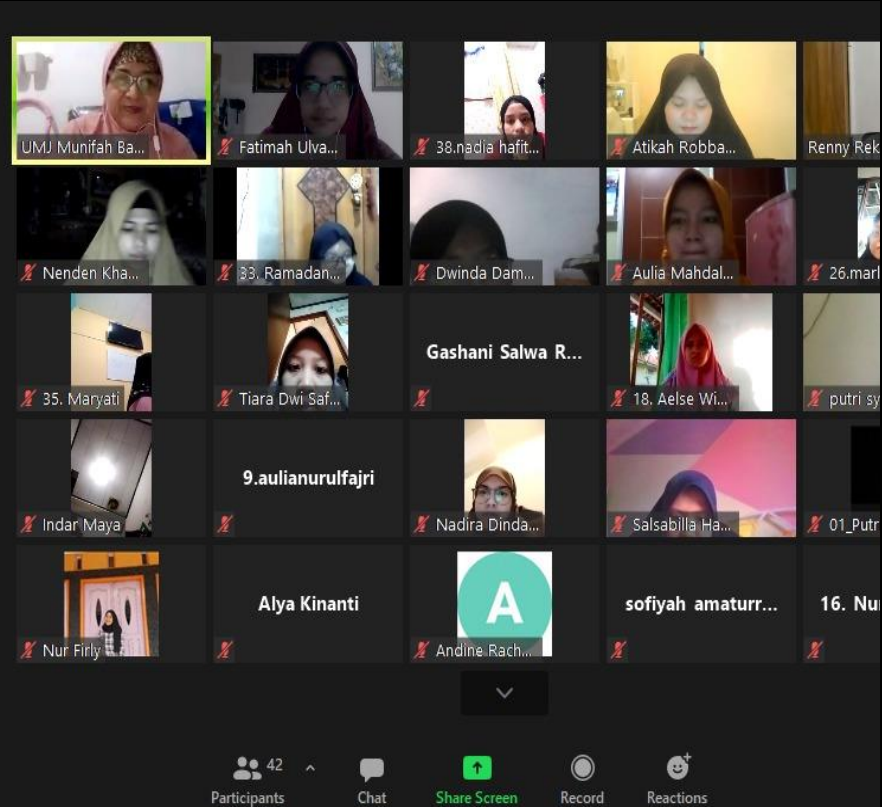 UMJ Munifah Ba...
Fatimah Ulva...
38.nadia hafit...
Atikah Robba...
Renny Rek
Nenden Kha...
33. Ramadan...
Dwinda Dam...
Aulia Mahdal...
26.marl
35. Maryati
Tiara Dwi Saf...
Gashani Salwa R...
18. Aelse Wi...
putri sy
Indar Maya
9.aulianurulfajri
Nadira Dinda...
Salsabilla Ha...
01_Putr
Nur Firly
Alya Kinanti
A
Andine Rach...
sofiyah amaturr...
16. Nu
42
Participants
Chat
Share Screen
Record
Reactions